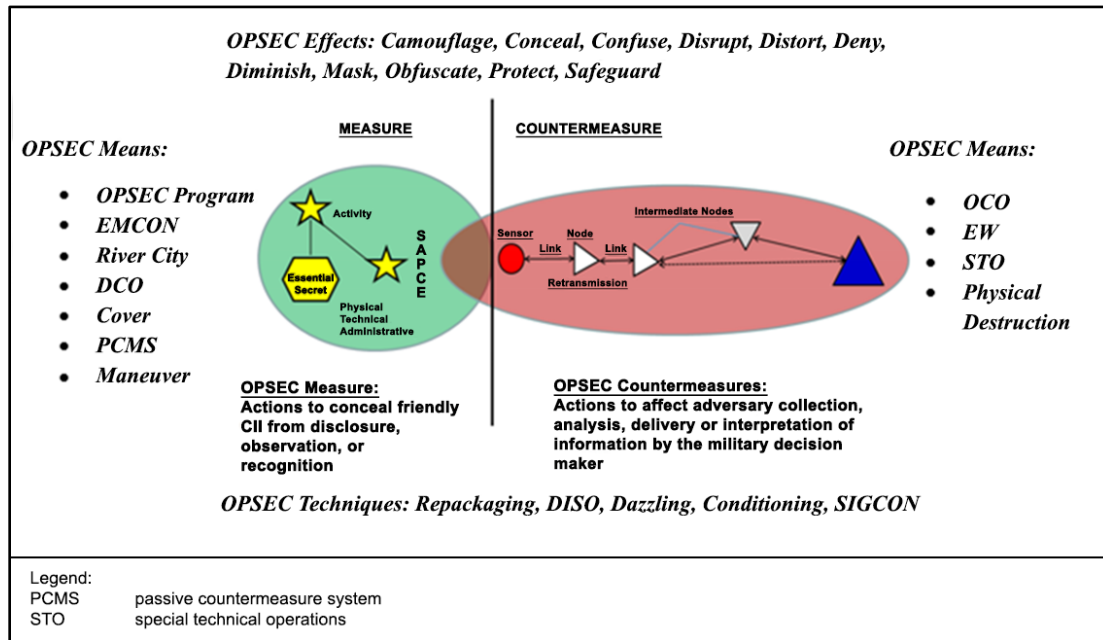 OPSEC Effects: Camouflage, Conceal, Confuse, Disrupt, Distort, Deny,
Diminish, Mask, Obfuscate, Protect, Safeguard
MEASURE
COUNTERMEASURE
OPSEC Means:
OPSEC Program
EMCON
River City
DCO
Cover
PCMS
Maneuver
Activity
Essential
Secret
Physical
Technical
Administrative
SAPCE
Sensor
Link
Node
Link
Retransmission
Intermediate Nodes
OPSEC Means:
OCO
EW
STO
Physical
Destruction
OPSEC Measure:
Actions to conceal friendly
CII from disclosure,
observation, or
recognition
OPSEC Countermeasures:
Actions to affect adversary collection,
analysis, delivery or interpretation of
information by the military decision
maker
OPSEC Techniques: Repackaging, DISO, Dazzling, Conditioning, SIGCON
Legend:
PCMS passive countermeasure system
STO special technical operations